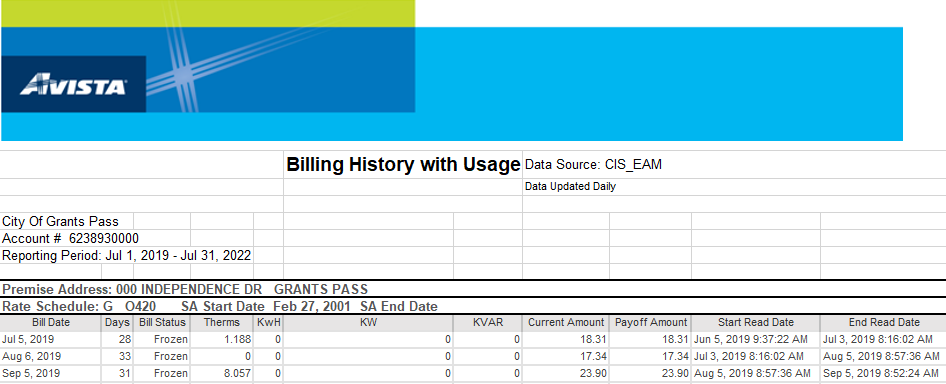 AVISTA
Billing History with Usage Data Source: CIS_EAM
Data Updated Daily
City Of Grants Pass
Account # 6238930000
Reporting Period: Jul 1, 2019 - Jul 31, 2022
Premise Address: 000 INDEPENDENCE DR GRANTS PASS
Rate Schedule: G O420 SA Start Date Feb 27, 2001 SA End Date
Bill Date Days Bill Status Therms KwH KW KVAR Current Amount Payoff Amount Start Read Date End Read Date
Jul 5, 2019 28 Frozen 1.188 0 0 0 18.31 18.31 Jun 5, 2019 9:37:22 AM Jul 3, 2019 8:16:02 AM
Aug 6, 2019 33 Frozen 0 0 0 0 17.34 17.34 Jul 3, 2019 8:16:02 AM Aug 5, 2019 8:57:36 AM
Sep 5, 2019 31 Frozen 8.057 0 0 0 23.90 23.90 Aug 5, 2019 8:57:36 AM Sep 5, 2019 8:52:24 AM